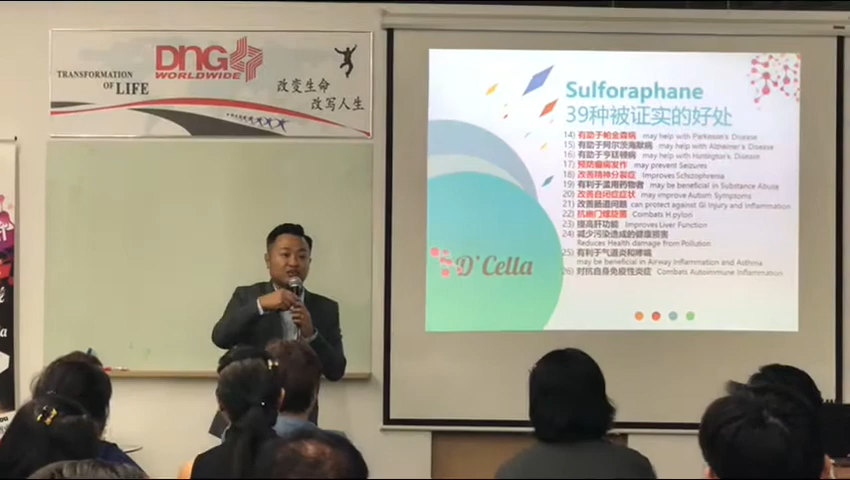 TRANSFORMATION
OF LIFE
DNG
WORLDWIDE
改变生命
改写人生
Sulforaphane
39种被证实的好处
14) 有助于帕金森病 may help with Parkinson's Disease
15) 有助于阿尔茨海默病 may help with Alzheimer's Disease
16) 有助于亨廷顿病 may help with Huntington's Disease
17) 预防癫痫发作 may prevent Seizures
18) 改善精神分裂症 Improves Schizophrenia
19) 有利于滥用药物者 may be beneficial in Substance Abuse
20) 改善自闭症症状 may improve Autism Symptoms
21) 改善肠道问题 can protect against GI Injury and Inflammation
22) 抗幽门螺旋菌 Combats H.pylori
23) 提高肝功能 Improves Liver Function
24) 减少污染造成的健康损害
Reduces Health damage from Pollution
25) 有利于气道炎和哮喘
may be beneficial in Airway Inflammation and Asthma
26) 对抗自身免疫性炎症 Combats Autoimmune Inflammation
D'Cella